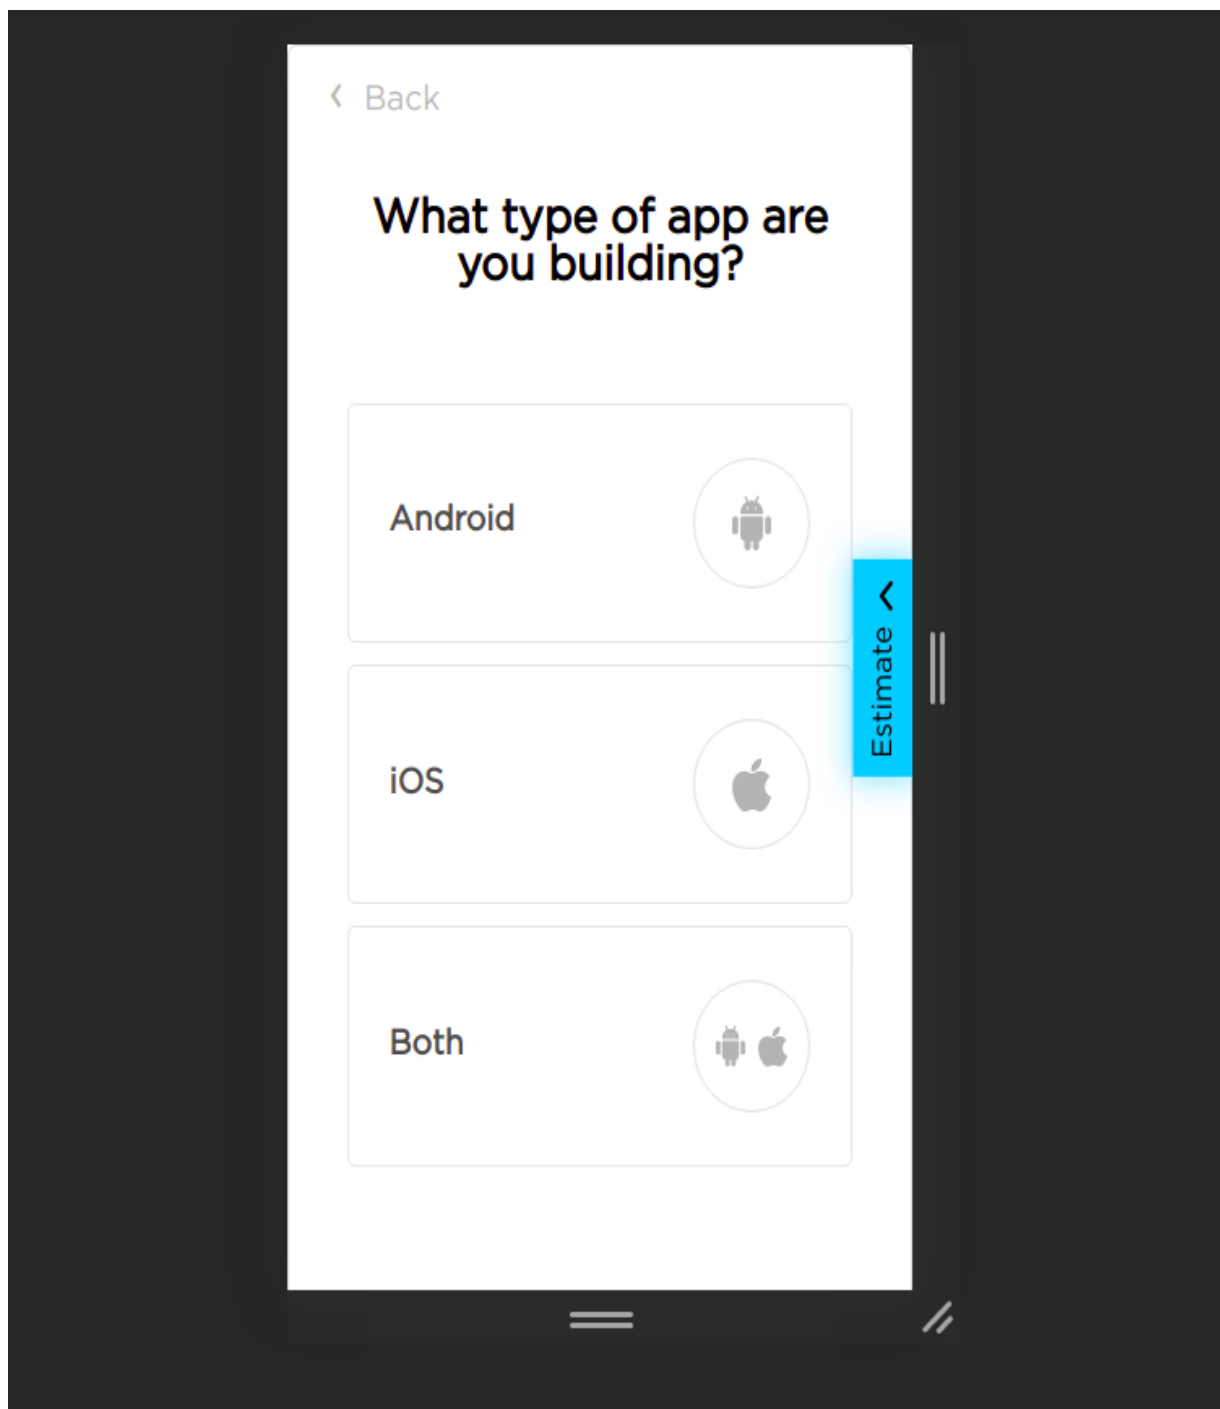 Back
What type of app are
you building?
Android
Estimate
iOS
Both